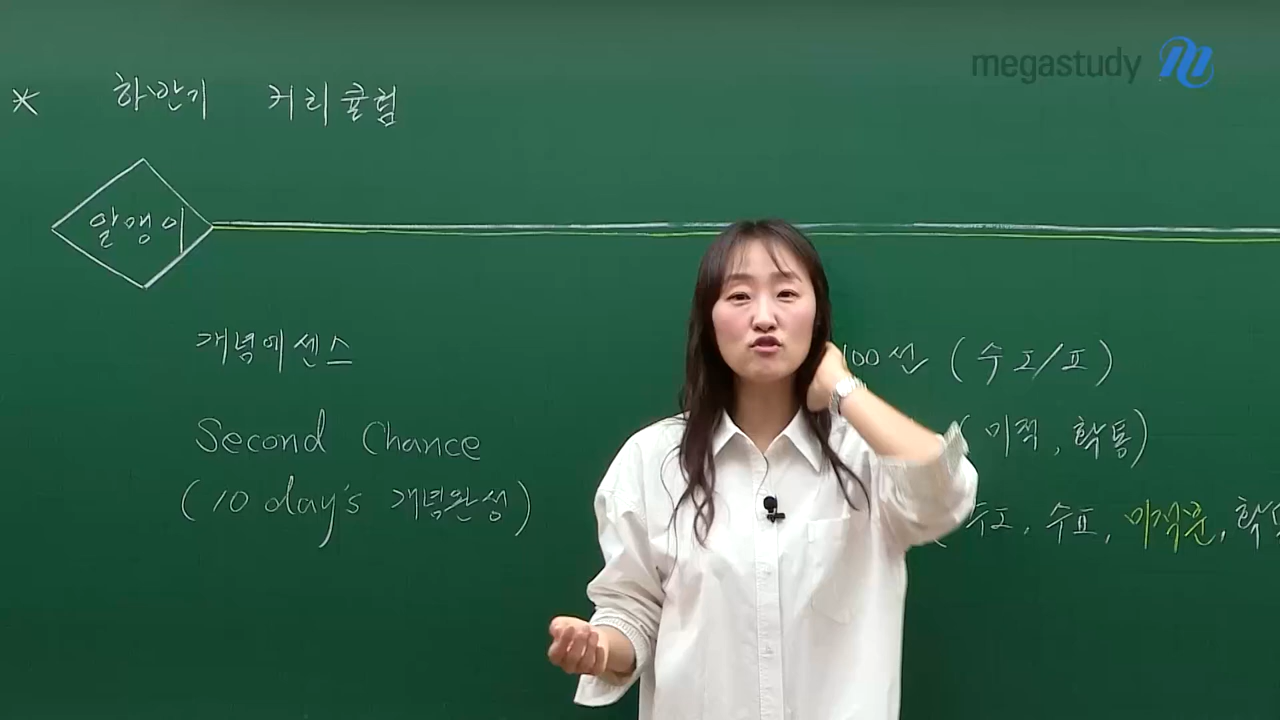 megastudy
* 하반기 커리큘럼
알맹이
개념에센스
100선 (수I/II)
Second Chance
(미적, 확통)
(10 day's 개념완성)
(수I, 수II, 미적분, 확